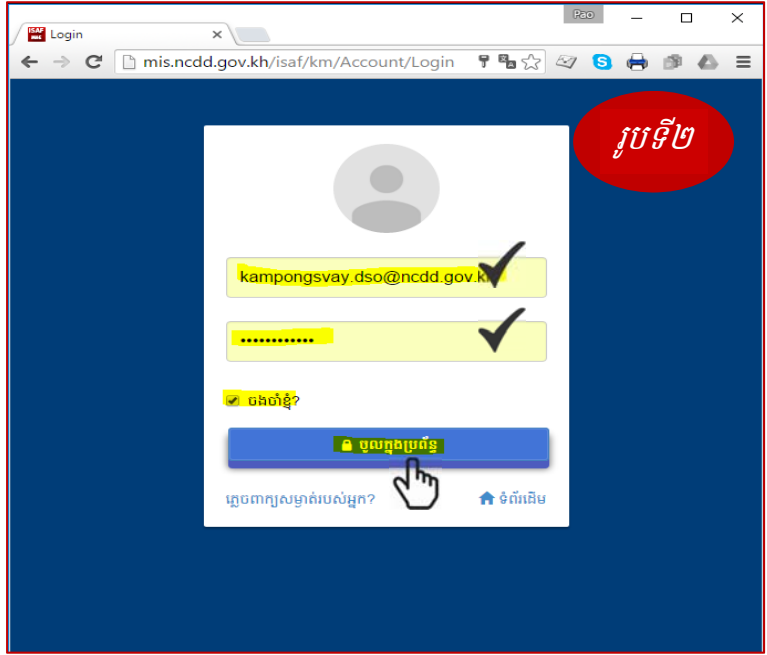 Pao
ISAF
Login
mis.ncdd.gov.kh/isaf/km/Account/Login
រូបទី២
kampongsvay.dso@ncdd.gov.kh
••••••••••••
ចងចាំខ្ញុំ?
ចូលក្នុងប្រព័ន្ធ
ភ្លេចពាក្យសម្ងាត់របស់អ្នក?
ទំព័រដើម